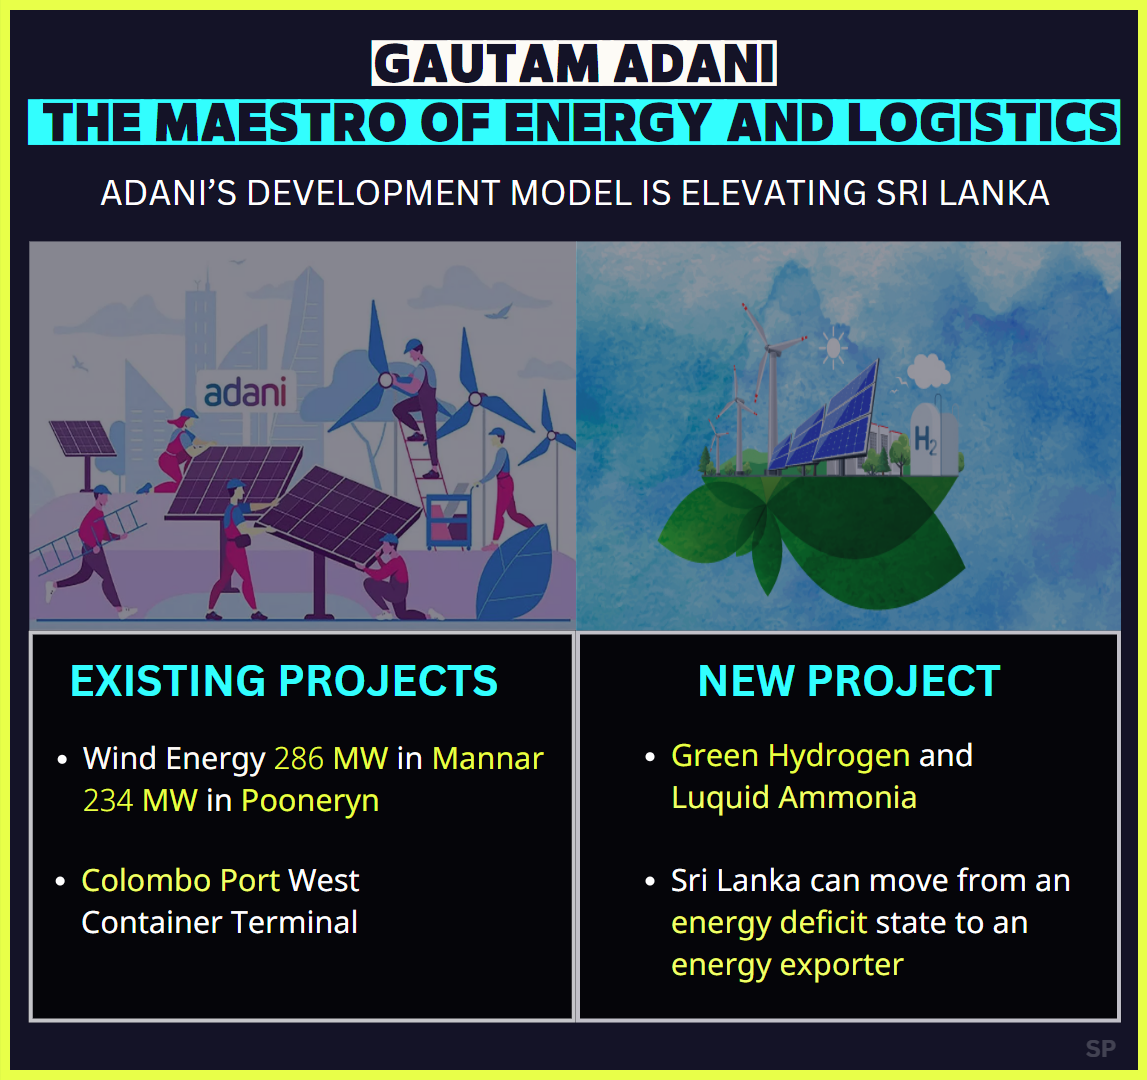 GAUTAM ADANI
THE MAESTRO OF ENERGY AND LOGISTICS
ADANI’S DEVELOPMENT MODEL IS ELEVATING SRI LANKA
adani
H2
EXISTING PROJECTS
• Wind Energy 286 MW in Mannar
234 MW in Pooneryn
• Colombo Port West
Container Terminal
NEW PROJECT
• Green Hydrogen and
Luquid Ammonia
• Sri Lanka can move from an
energy deficit state to an
energy exporter
SP